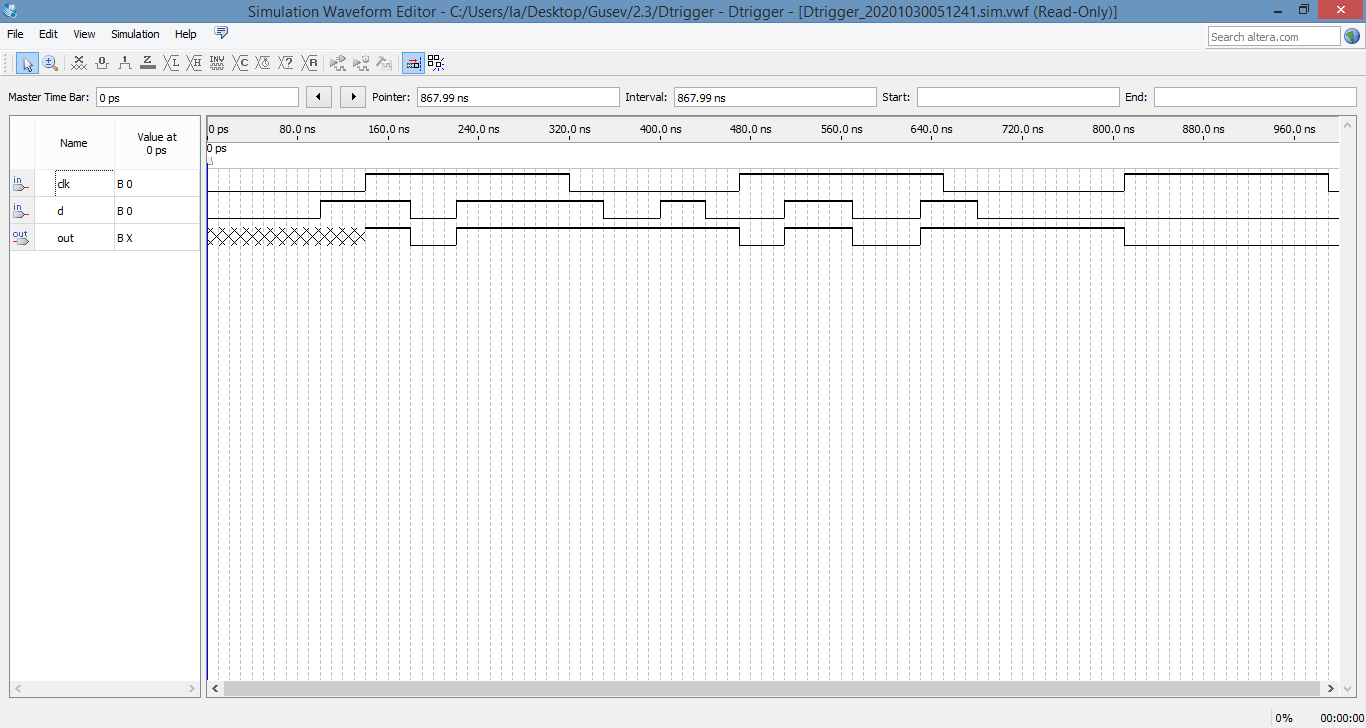 Simulation Waveform Editor - C:/Users/Ia/Desktop/Gusev/2.3/Dtrigger - Dtrigger - [Dtrigger_20201030051241.sim.vwf (Read-Only)]
File Edit View Simulation Help
Search altera.com
Master Time Bar: 0 ps Pointer: 867.99 ns Interval: 867.99 ns Start: End:
Name Value at 0 ps
0 ps 80.0 ns 160.0 ns 240.0 ns 320.0 ns 400.0 ns 480.0 ns 560.0 ns 640.0 ns 720.0 ns 800.0 ns 880.0 ns 960.0 ns
0 ps
in clk B 0
in d B 0
out out B X
0% 00:00:00